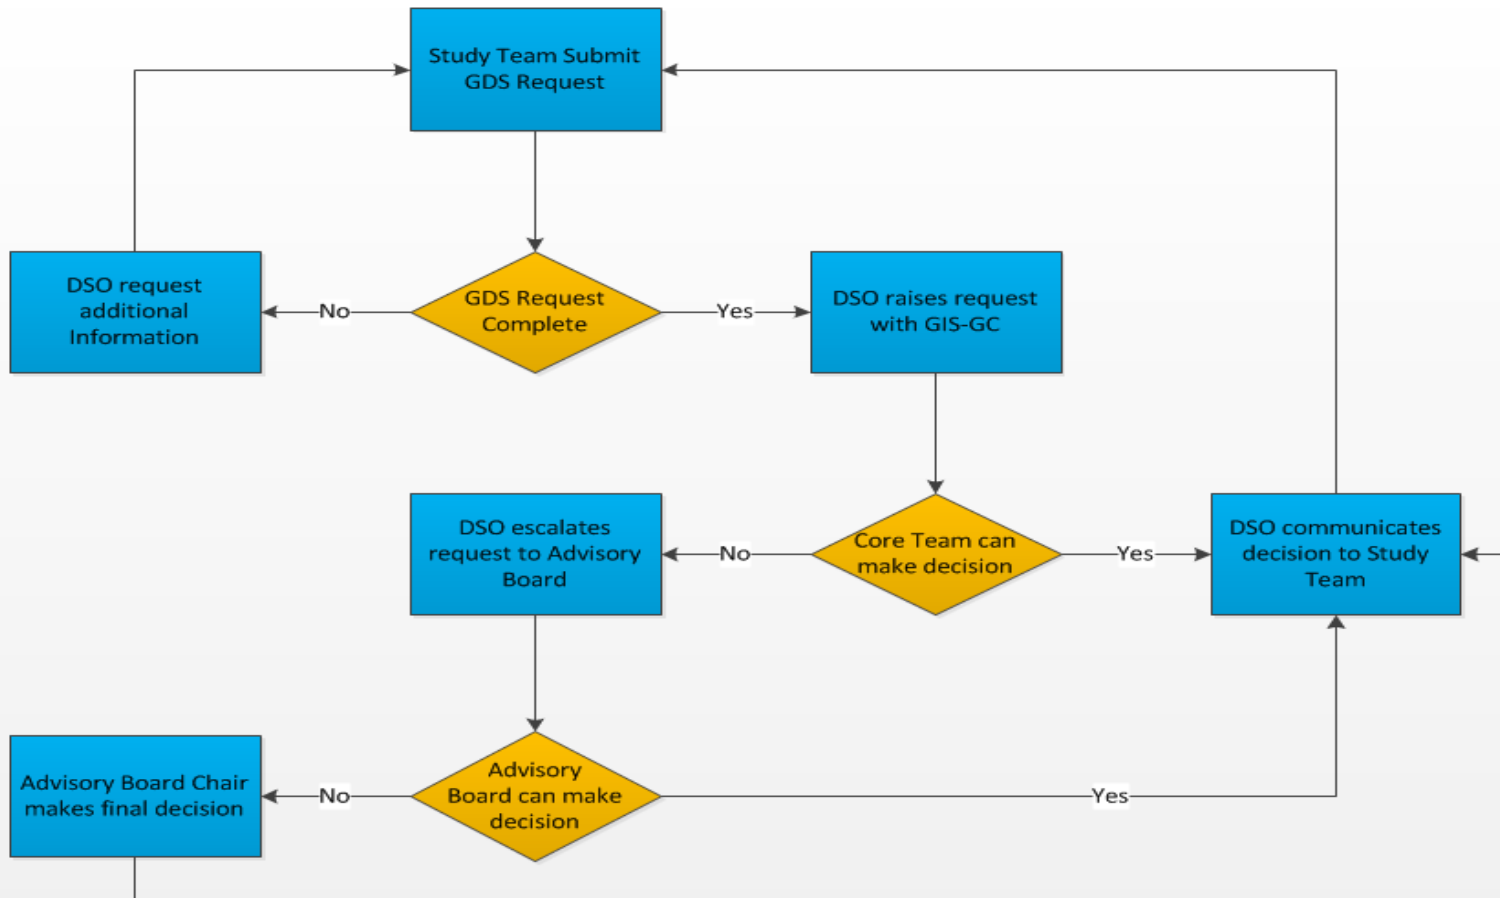 Study Team Submit
GDS Request
DSO request
additional
Information
No
GDS Request
Complete
Yes
DSO raises request
with GIS-GC
DSO escalates
request to Advisory
Board
No
Core Team can
make decision
Yes
DSO communicates
decision to Study
Team
Advisory Board Chair
makes final decision
No
Advisory
Board can make
decision
Yes